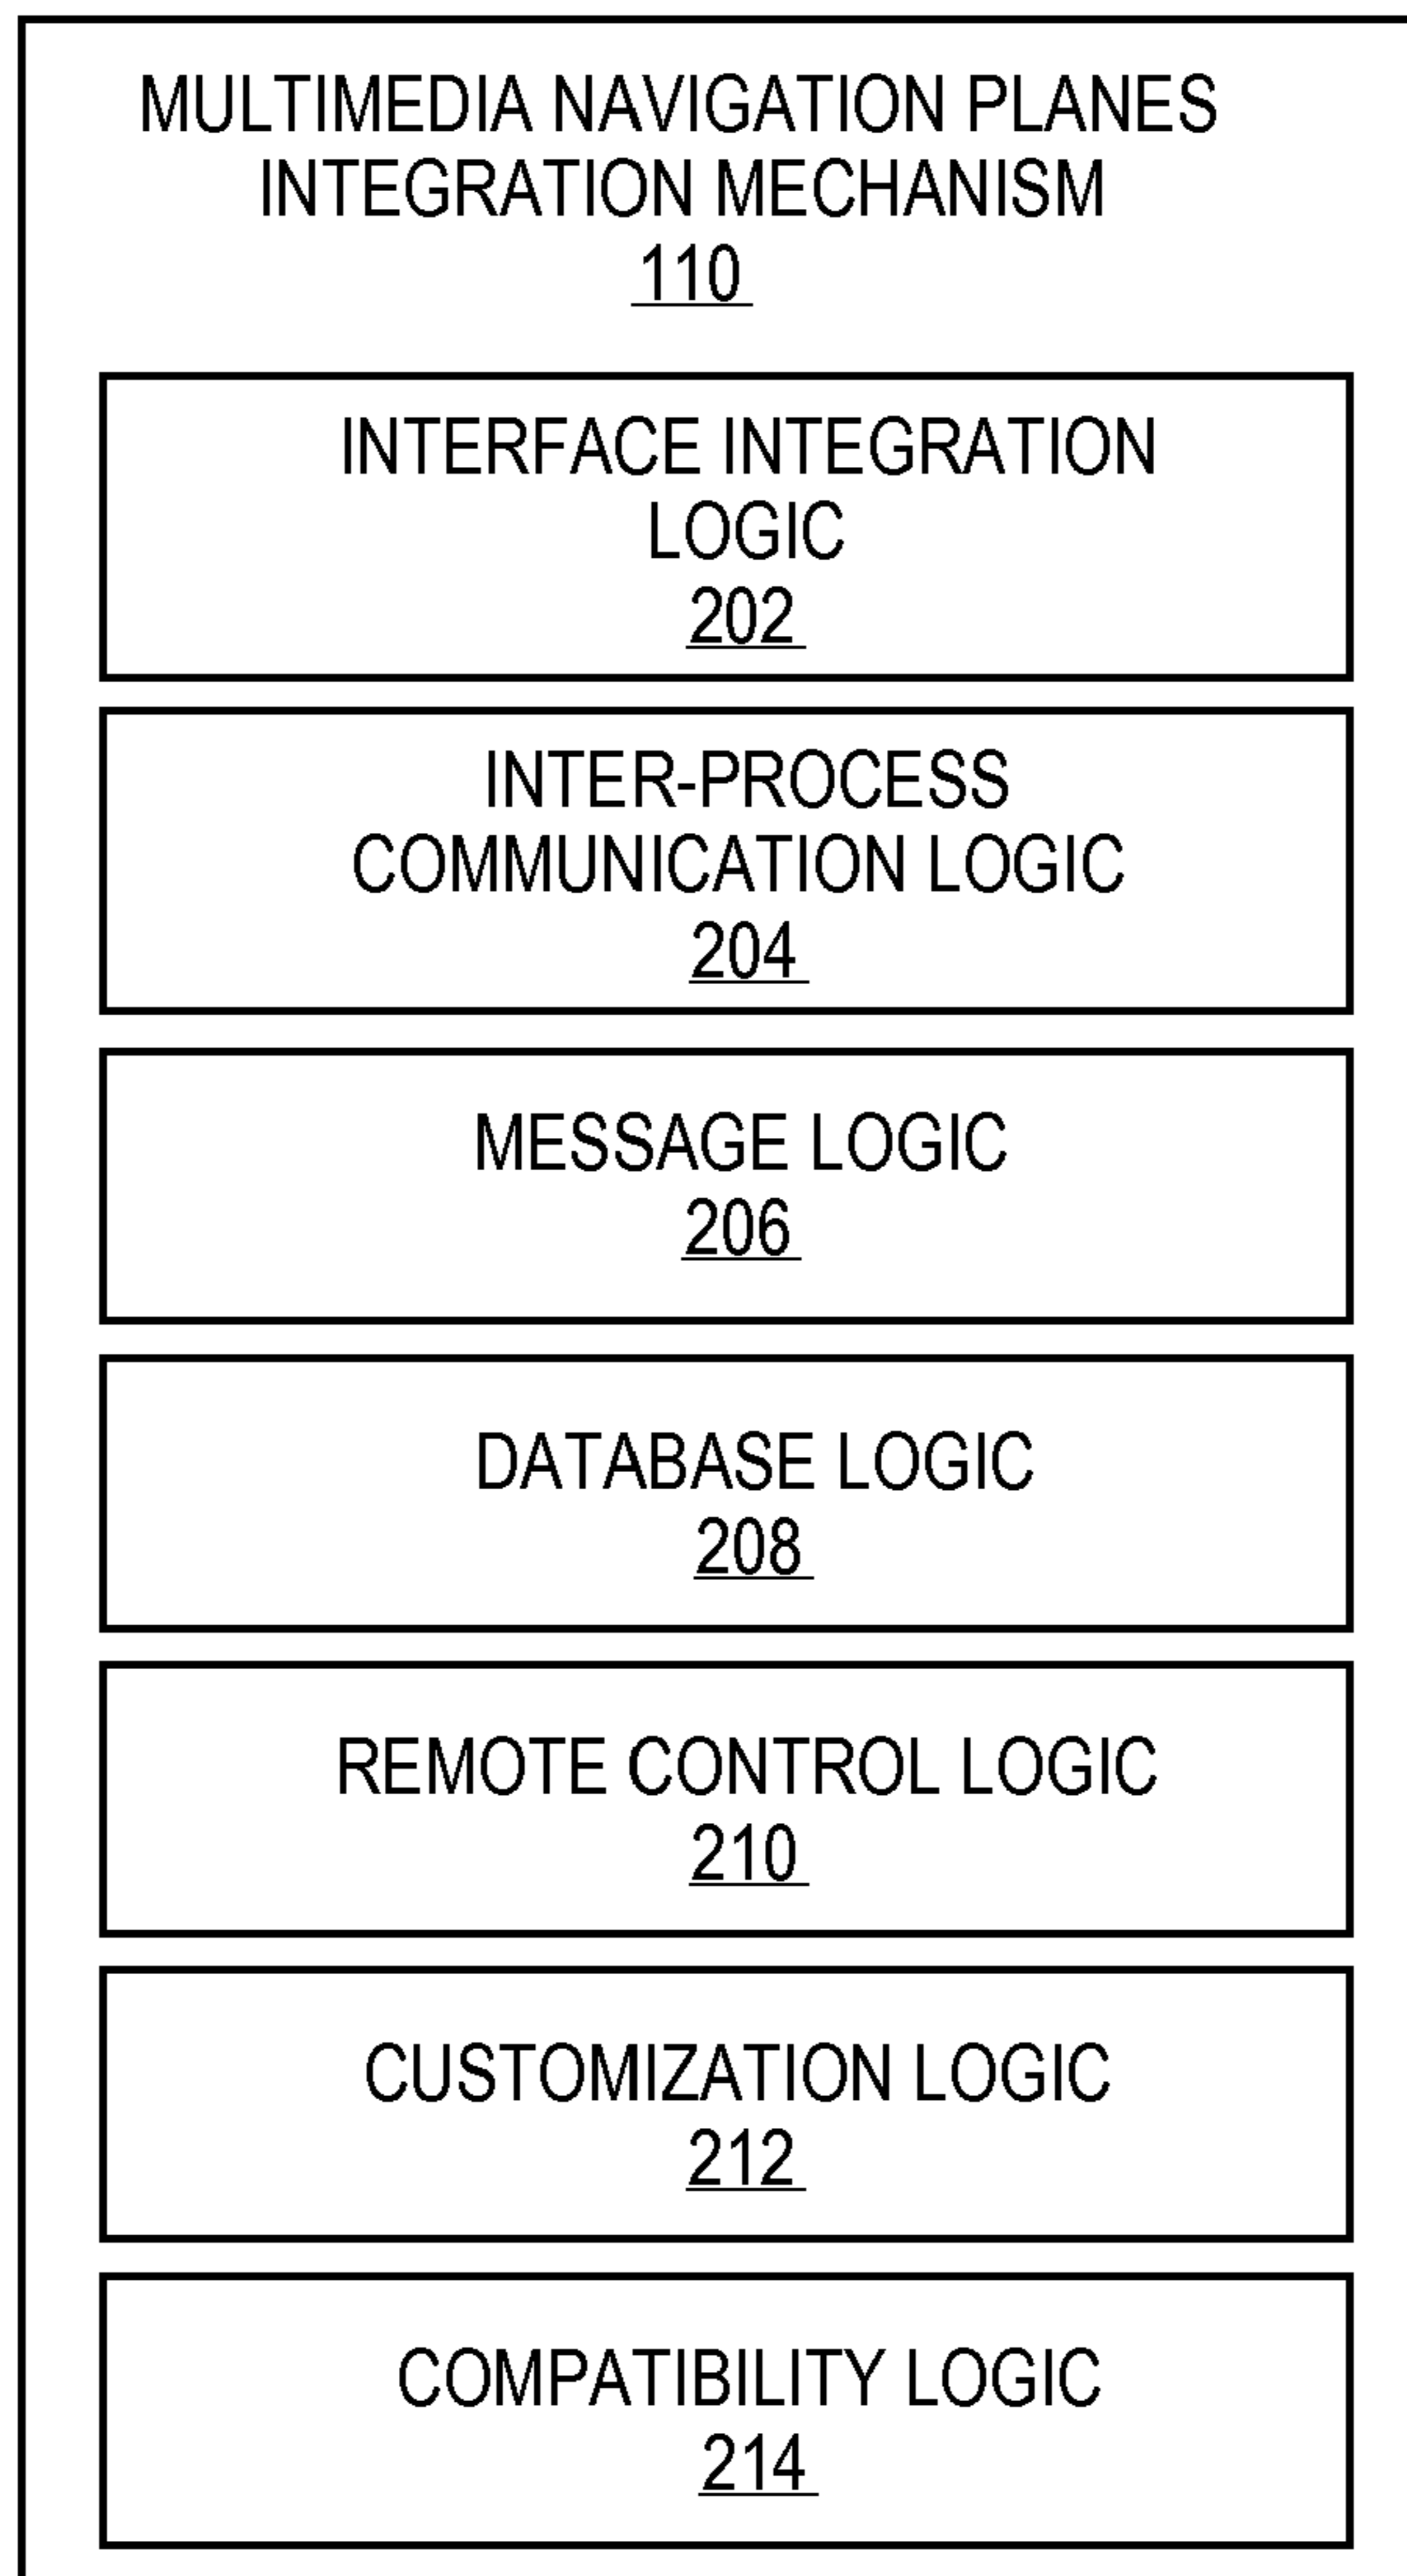 MULTIMEDIA NAVIGATION PLANES
INTEGRATION MECHANISM
110
INTERFACE INTEGRATION
LOGIC
202
INTER-PROCESS
COMMUNICATION LOGIC
204
MESSAGE LOGIC
206
DATABASE LOGIC
208
REMOTE CONTROL LOGIC
210
CUSTOMIZATION LOGIC
212
COMPATIBILITY LOGIC
214